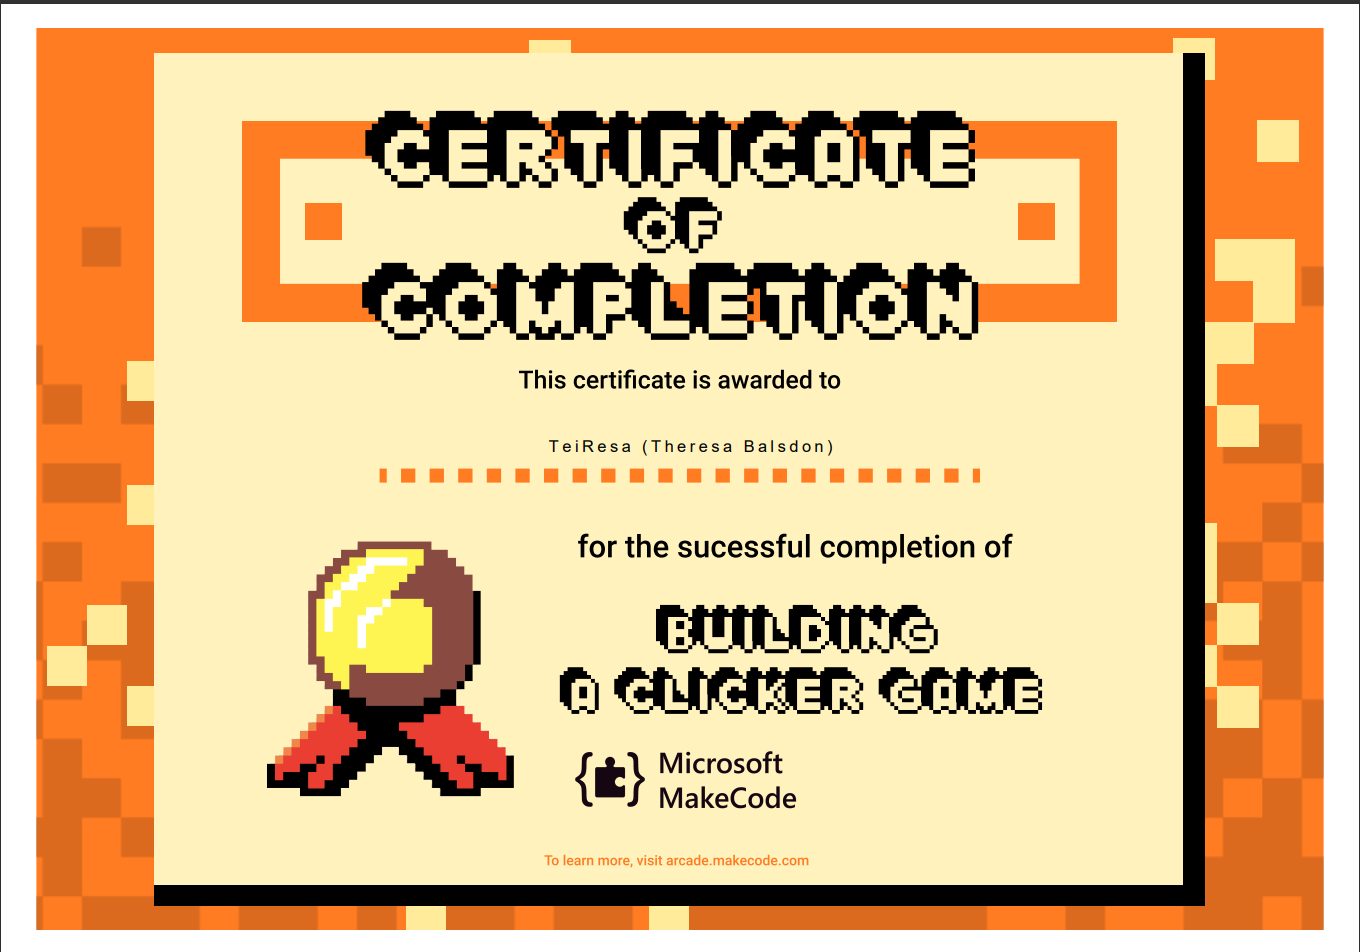 CERTIFICATE
OF
COMPLETION
This certificate is awarded to
TeiResa (Theresa Balsdon)
for the sucessful completion of
BUILDING
A CLICKER GAME
Microsoft
MakeCode
To learn more, visit arcade.makecode.com